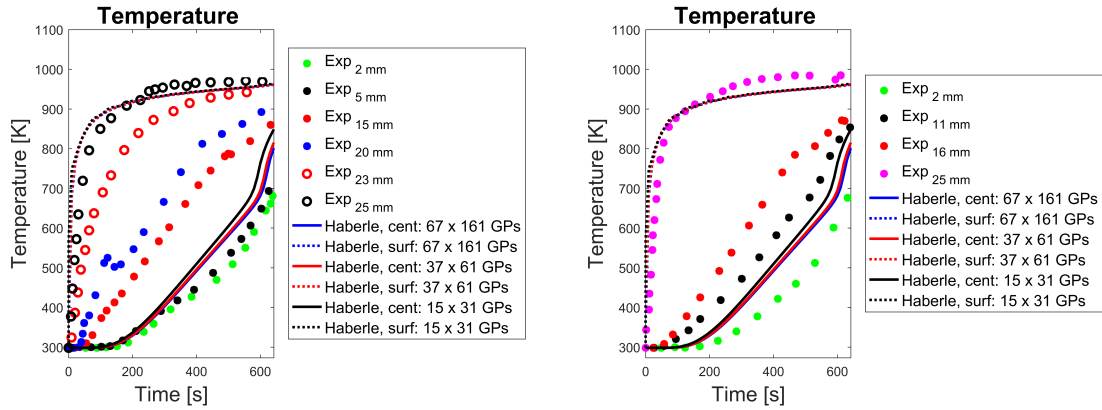 Temperature
1100
1000
900
800
700
600
500
400
300
0
200
400
600
Temperature [K]
Time [s]
Exp 2 mm
Exp 5 mm
Exp 15 mm
Exp 20 mm
Exp 23 mm
Exp 25 mm
Haberle, cent: 67 x 161 GPs
Haberle, surf: 67 x 161 GPs
Haberle, cent: 37 x 61 GPs
Haberle, surf: 37 x 61 GPs
Haberle, cent: 15 x 31 GPs
Haberle, surf: 15 x 31 GPs
Temperature
1100
1000
900
800
700
600
500
400
300
0
200
400
600
Temperature [K]
Time [s]
Exp 2 mm
Exp 11 mm
Exp 16 mm
Exp 25 mm
Haberle, cent: 67 x 161 GPs
Haberle, surf: 67 x 161 GPs
Haberle, cent: 37 x 61 GPs
Haberle, surf: 37 x 61 GPs
Haberle, cent: 15 x 31 GPs
Haberle, surf: 15 x 31 GPs